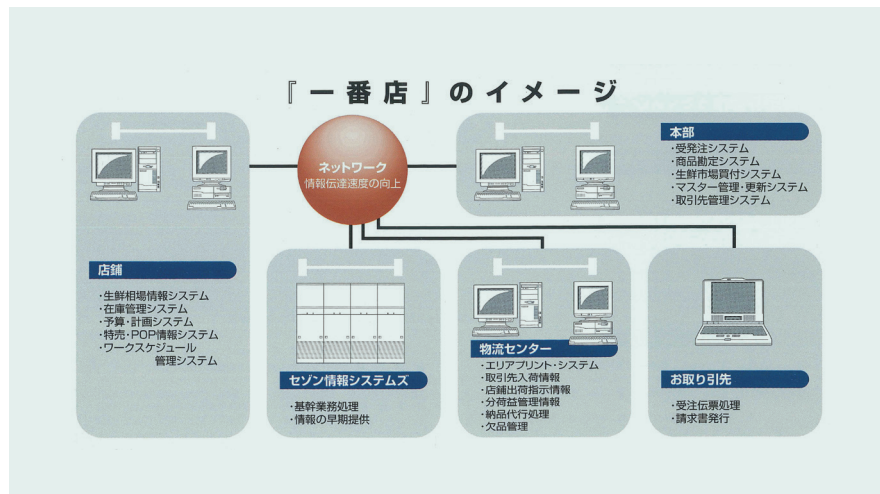 『一番店』のイメージ
ネットワーク
情報伝達速度の向上
本部
・受発注システム
・商品勘定システム
・生鮮市場買付システム
・マスター管理・更新システム
・取引先管理システム
店舗
・生鮮相場情報システム
・在庫管理システム
・予算・計画システム
・特売・POP情報システム
・ワークスケジュール
管理システム
セゾン情報システムズ
・基幹業務処理
・情報の早期提供
物流センター
・エリアプリント・システム
・取引先入荷情報
・店舗出荷指示情報
・分荷益管理情報
・納品代行処理
・欠品管理
お取り引先
・受注伝票処理
・請求書発行